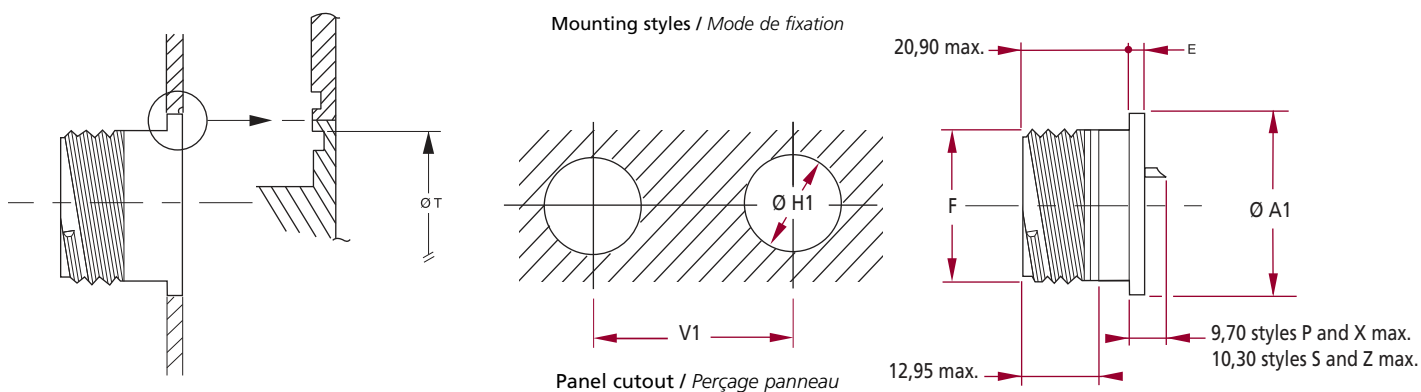 Mounting styles / Mode de fixation
20,90 max.
E
Ø T
Ø H1
F
Ø A1
V1
9,70 styles P and X max.
10,30 styles S and Z max.
12,95 max.
Panel cutout / Perçage panneau